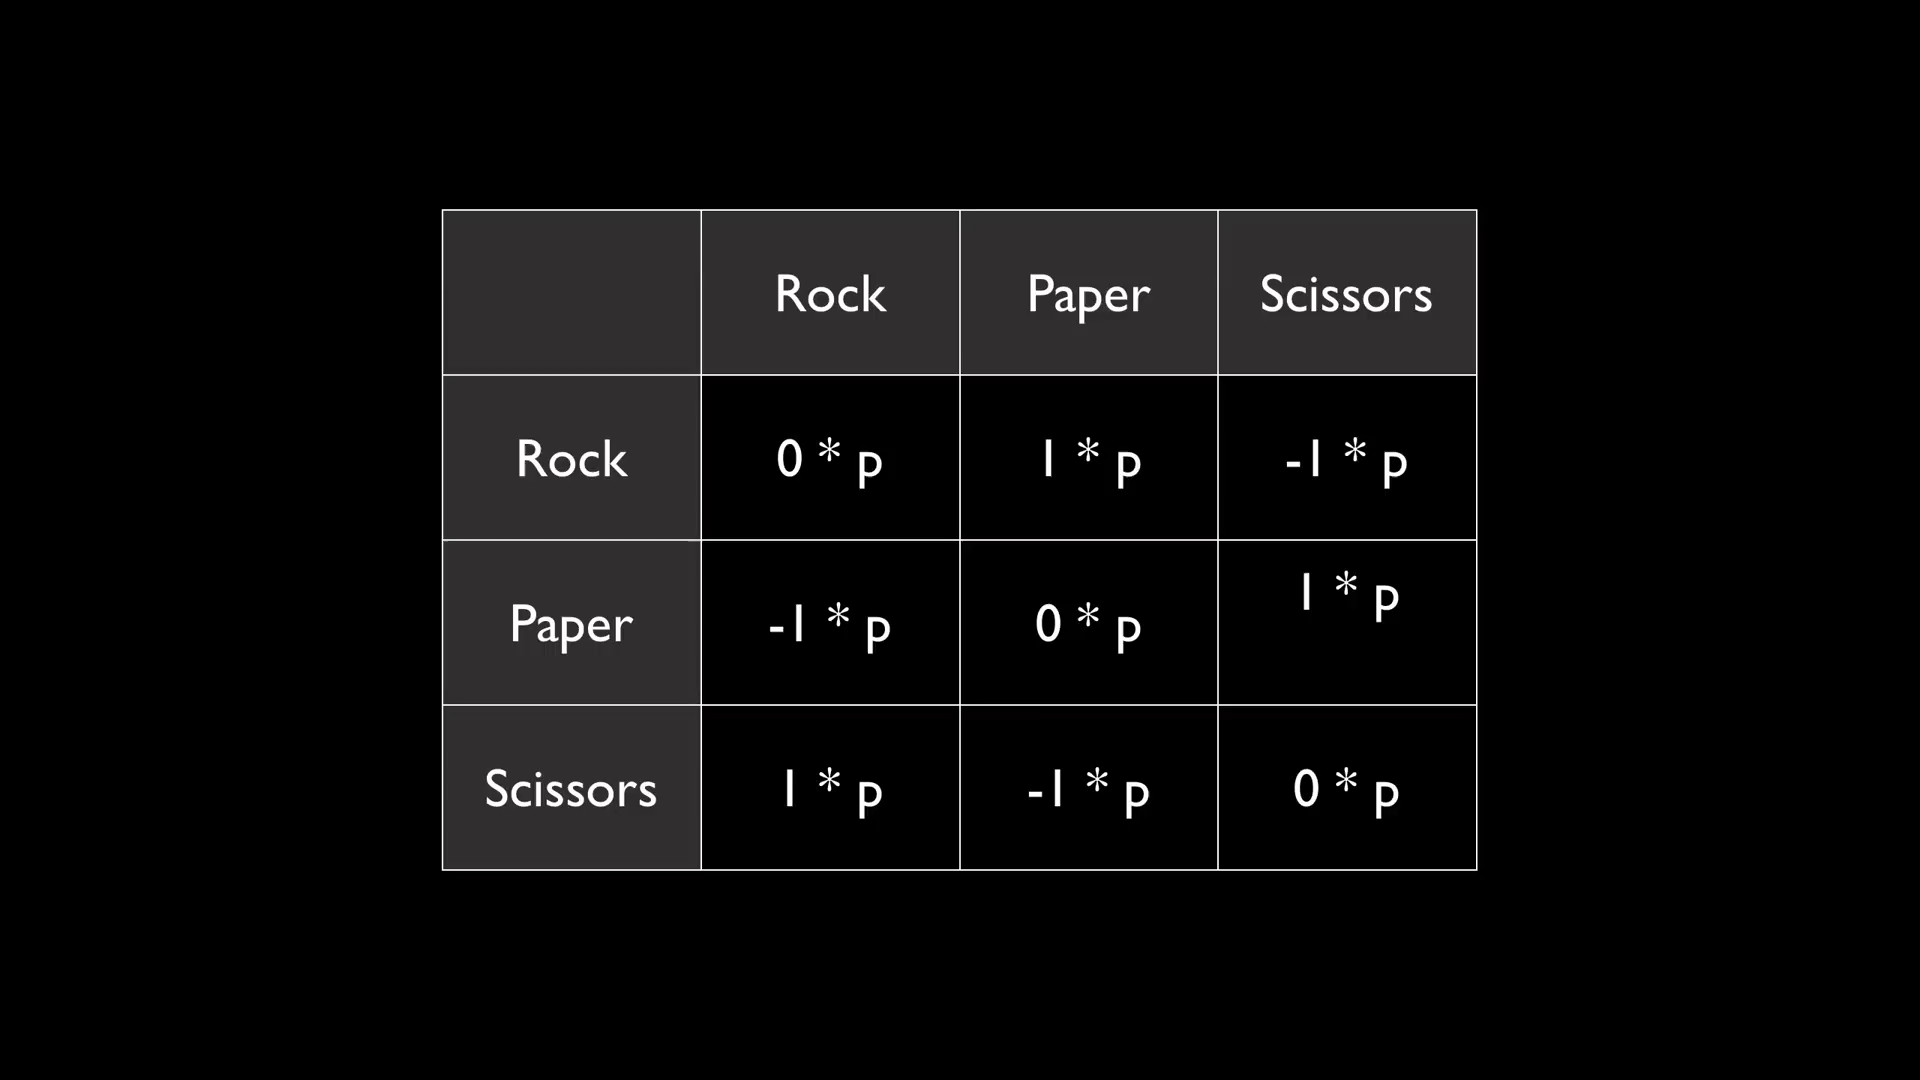 Rock Paper Scissors
Rock 0 * p 1 * p -1 * p
Paper -1 * p 0 * p 1 * p
Scissors 1 * p -1 * p 0 * p